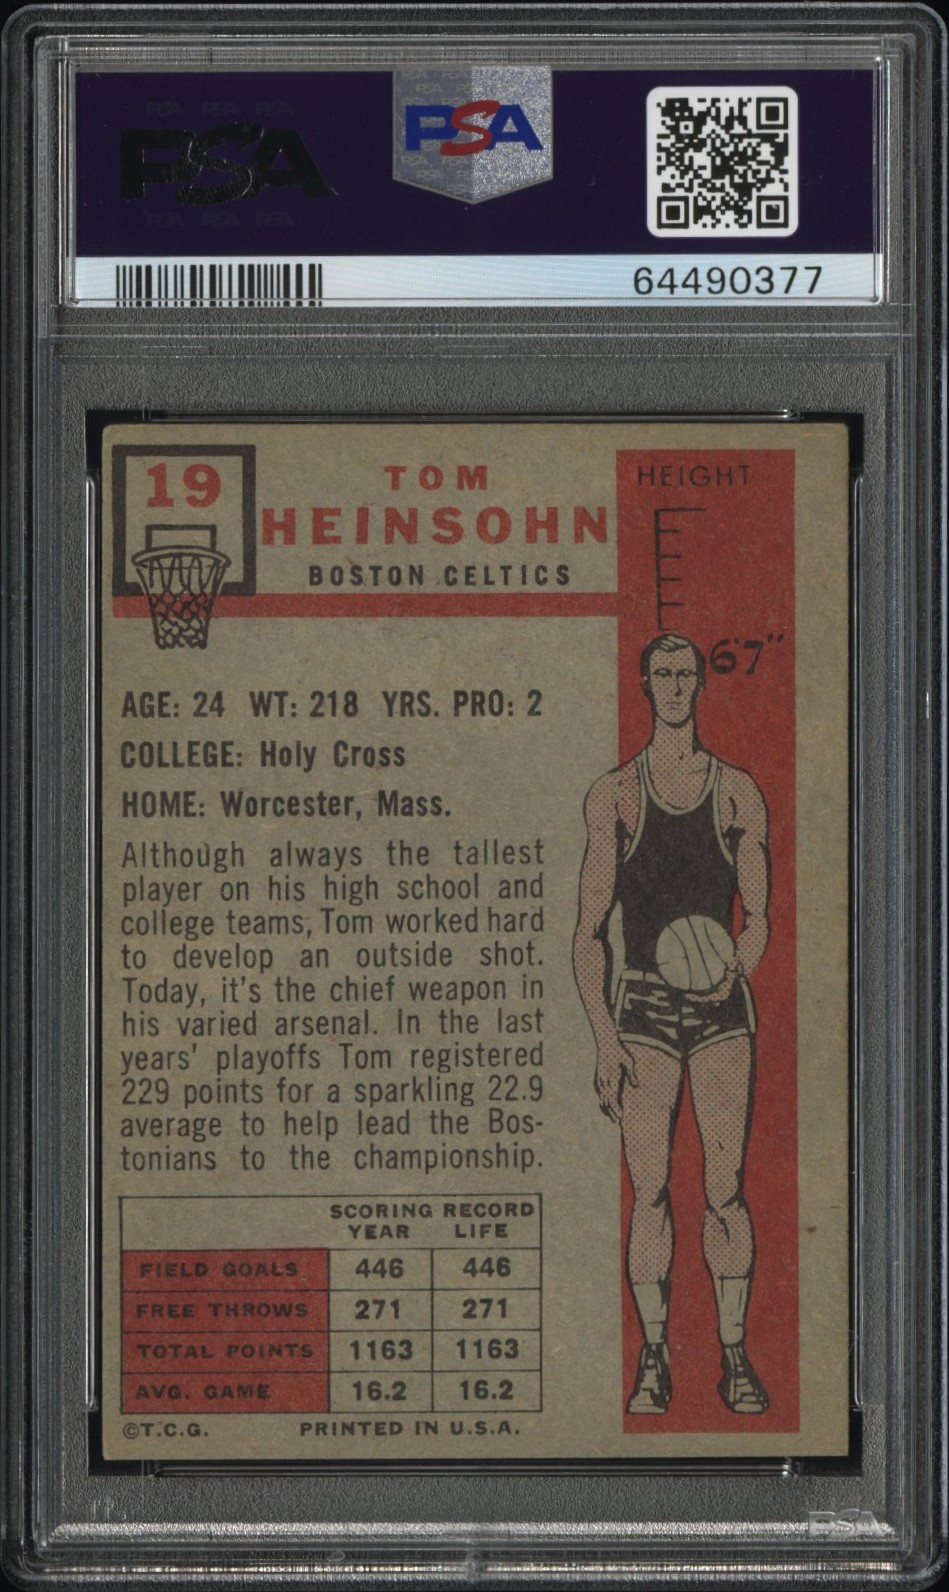 PSA
PSA
64490377
19
TOM
HEINSOHN
BOSTON CELTICS
HEIGHT
6'7"
AGE: 24 WT: 218 YRS. PRO: 2
COLLEGE: Holy Cross
HOME: Worcester, Mass.
Although always the tallest
player on his high school and
college teams, Tom worked hard
to develop an outside shot.
Today, it's the chief weapon in
his varied arsenal. In the last
years' playoffs Tom registered
229 points for a sparkling 22.9
average to help lead the Bos-
tonians to the championship.
SCORING RECORD
YEAR LIFE
FIELD GOALS 446 446
FREE THROWS 271 271
TOTAL POINTS 1163 1163
AVG. GAME 16.2 16.2
©T.C.G. PRINTED IN U.S.A.
PSA